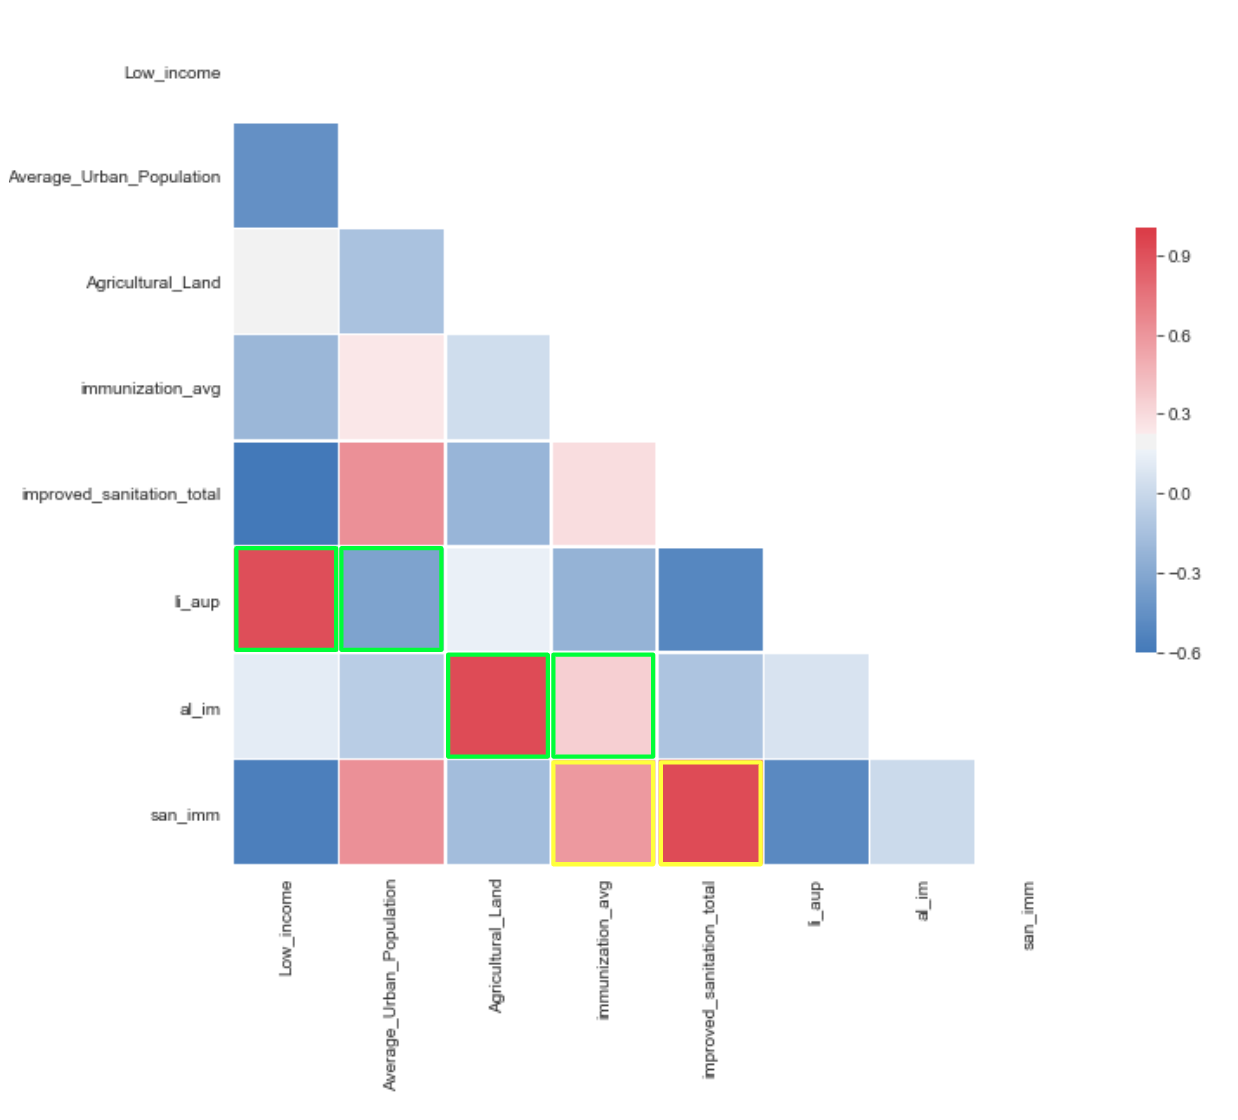 Low_income
Average_Urban_Population
Agricultural_Land
immunization_avg
improved_sanitation_total
li_aup
al_im
san_imm
0.9
0.6
0.3
0.0
−0.3
−0.6
Low_income
Average_Urban_Population
Agricultural_Land
immunization_avg
improved_sanitation_total
li_aup
al_im
san_imm